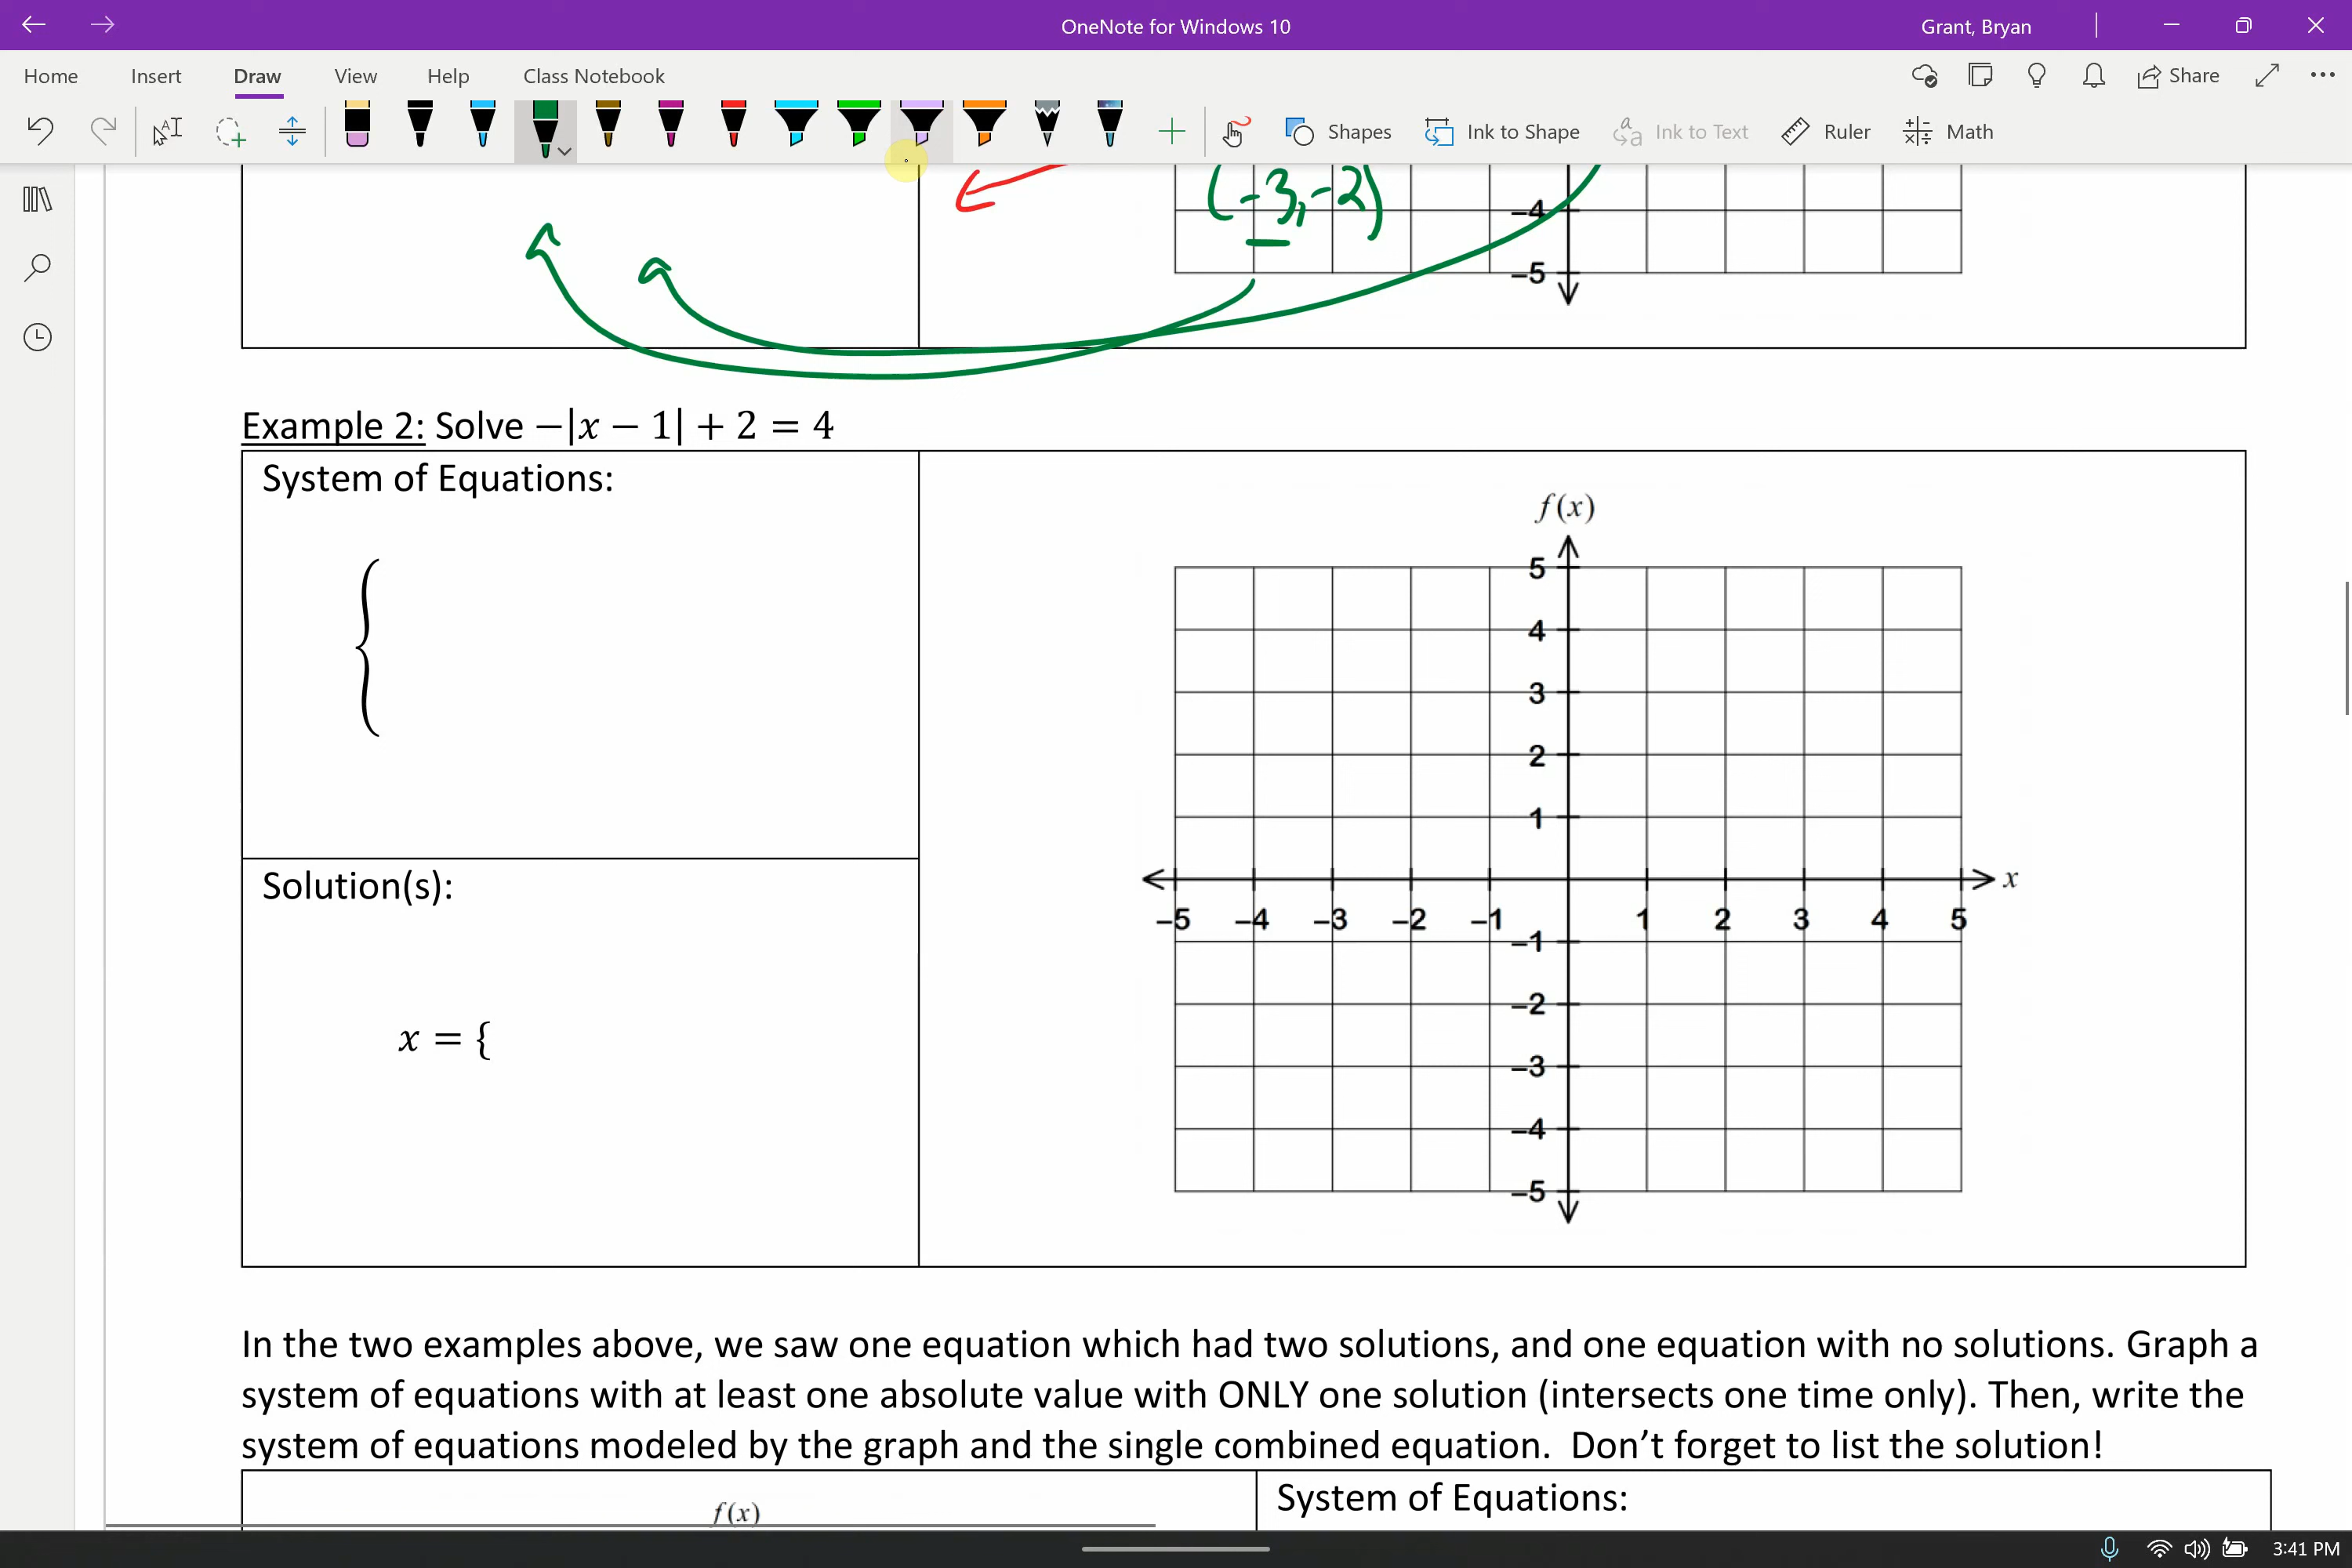 OneNote for Windows 10
Grant, Bryan
Home Insert Draw View Help Class Notebook
Share
Shapes Ink to Shape Ink to Text Ruler Math
(-3,-2)
–4
–5
Example 2: Solve −|x − 1| + 2 = 4
System of Equations:
{
f(x)
5
4
3
2
1
x
–5 –4 –3 –2 –1 1 2 3 4 5
–1
–2
–3
–4
–5
Solution(s):
x = {
In the two examples above, we saw one equation which had two solutions, and one equation with no solutions. Graph a
system of equations with at least one absolute value with ONLY one solution (intersects one time only). Then, write the
system of equations modeled by the graph and the single combined equation.  Don’t forget to list the solution!
f(x)
System of Equations:
3:41 PM